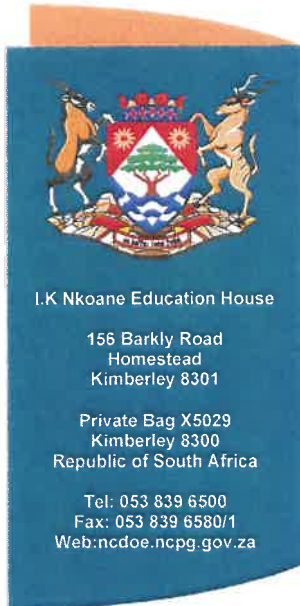 I.K Nkoane Education House
156 Barkly Road
Homestead
Kimberley 8301
Private Bag X5029
Kimberley 8300
Republic of South Africa
Tel: 053 839 6500
Fax: 053 839 6580/1
Web:ncdoe.ncpg.gov.za